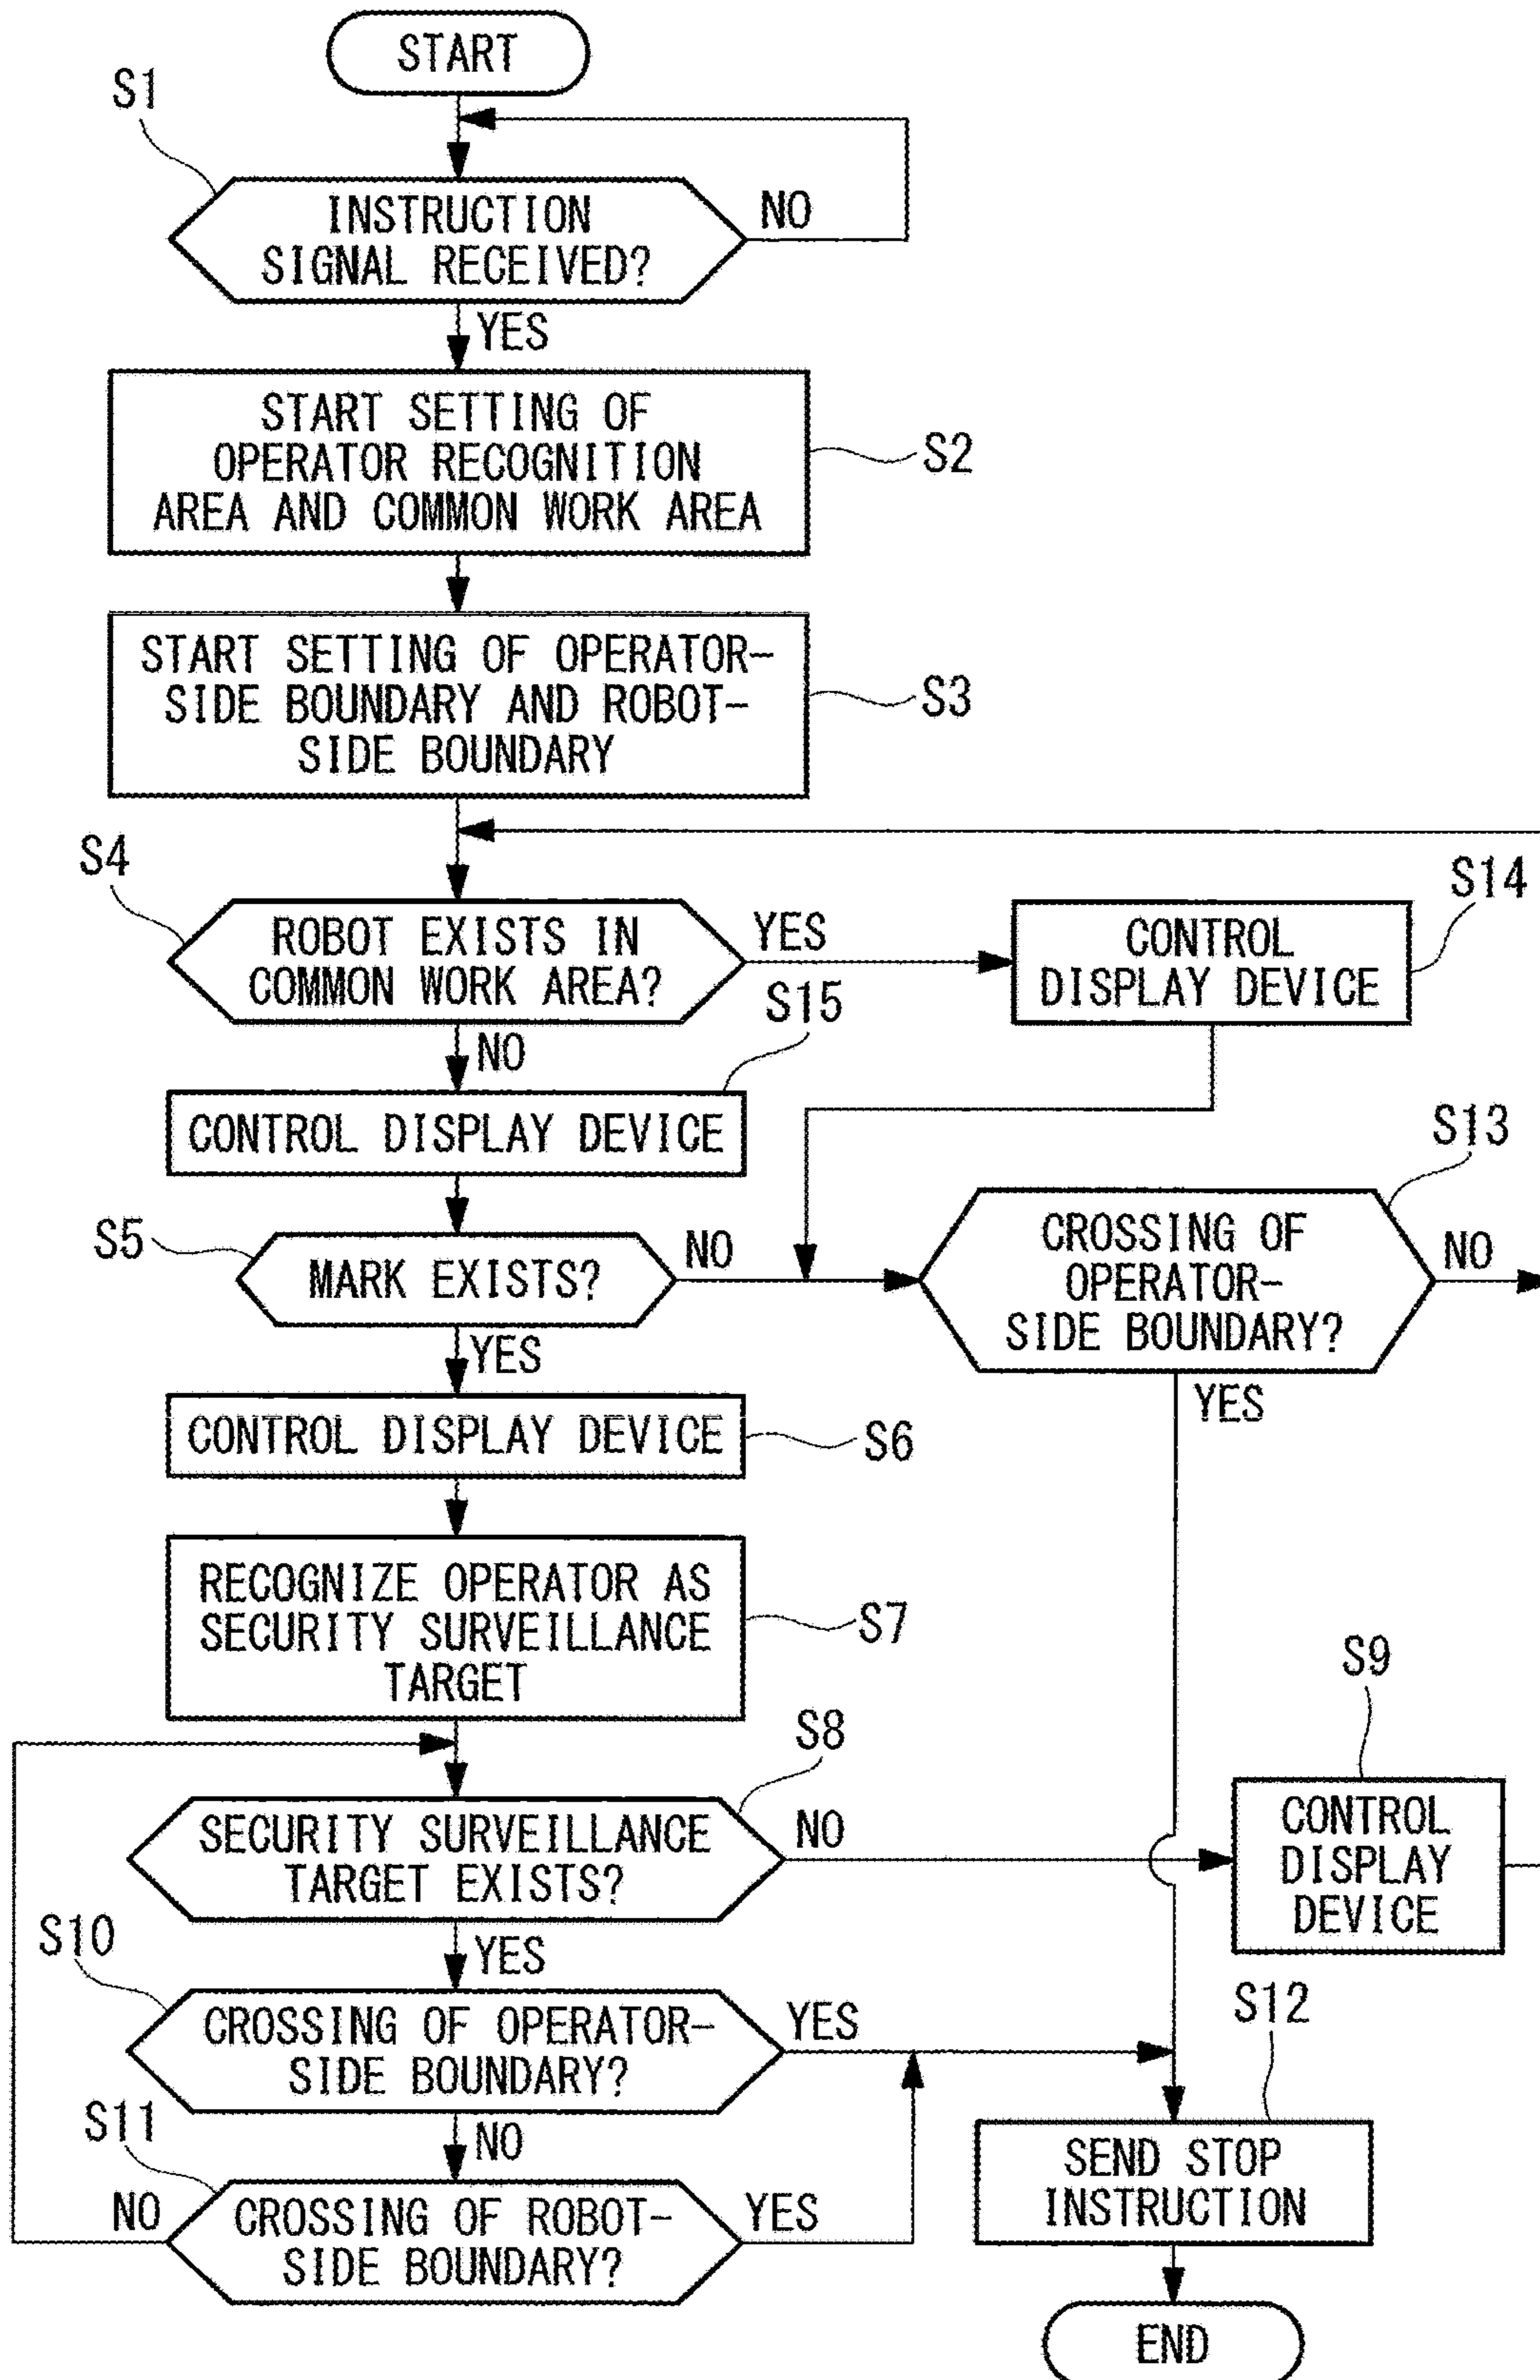 START
S1
INSTRUCTION
SIGNAL RECEIVED?
NO
YES
START SETTING OF
OPERATOR RECOGNITION
AREA AND COMMON WORK AREA
S2
START SETTING OF OPERATOR-
SIDE BOUNDARY AND ROBOT-
SIDE BOUNDARY
S3
S4
ROBOT EXISTS IN
COMMON WORK AREA?
YES
NO
S14
CONTROL
DISPLAY DEVICE
S15
CONTROL DISPLAY DEVICE
S5
MARK EXISTS?
NO
YES
S13
CROSSING OF
OPERATOR-
SIDE BOUNDARY?
NO
YES
CONTROL DISPLAY DEVICE
S6
RECOGNIZE OPERATOR AS
SECURITY SURVEILLANCE
TARGET
S7
S8
SECURITY SURVEILLANCE
TARGET EXISTS?
NO
YES
S9
CONTROL
DISPLAY
DEVICE
S10
CROSSING OF OPERATOR-
SIDE BOUNDARY?
YES
NO
S11
CROSSING OF ROBOT-
SIDE BOUNDARY?
NO
YES
S12
SEND STOP
INSTRUCTION
END